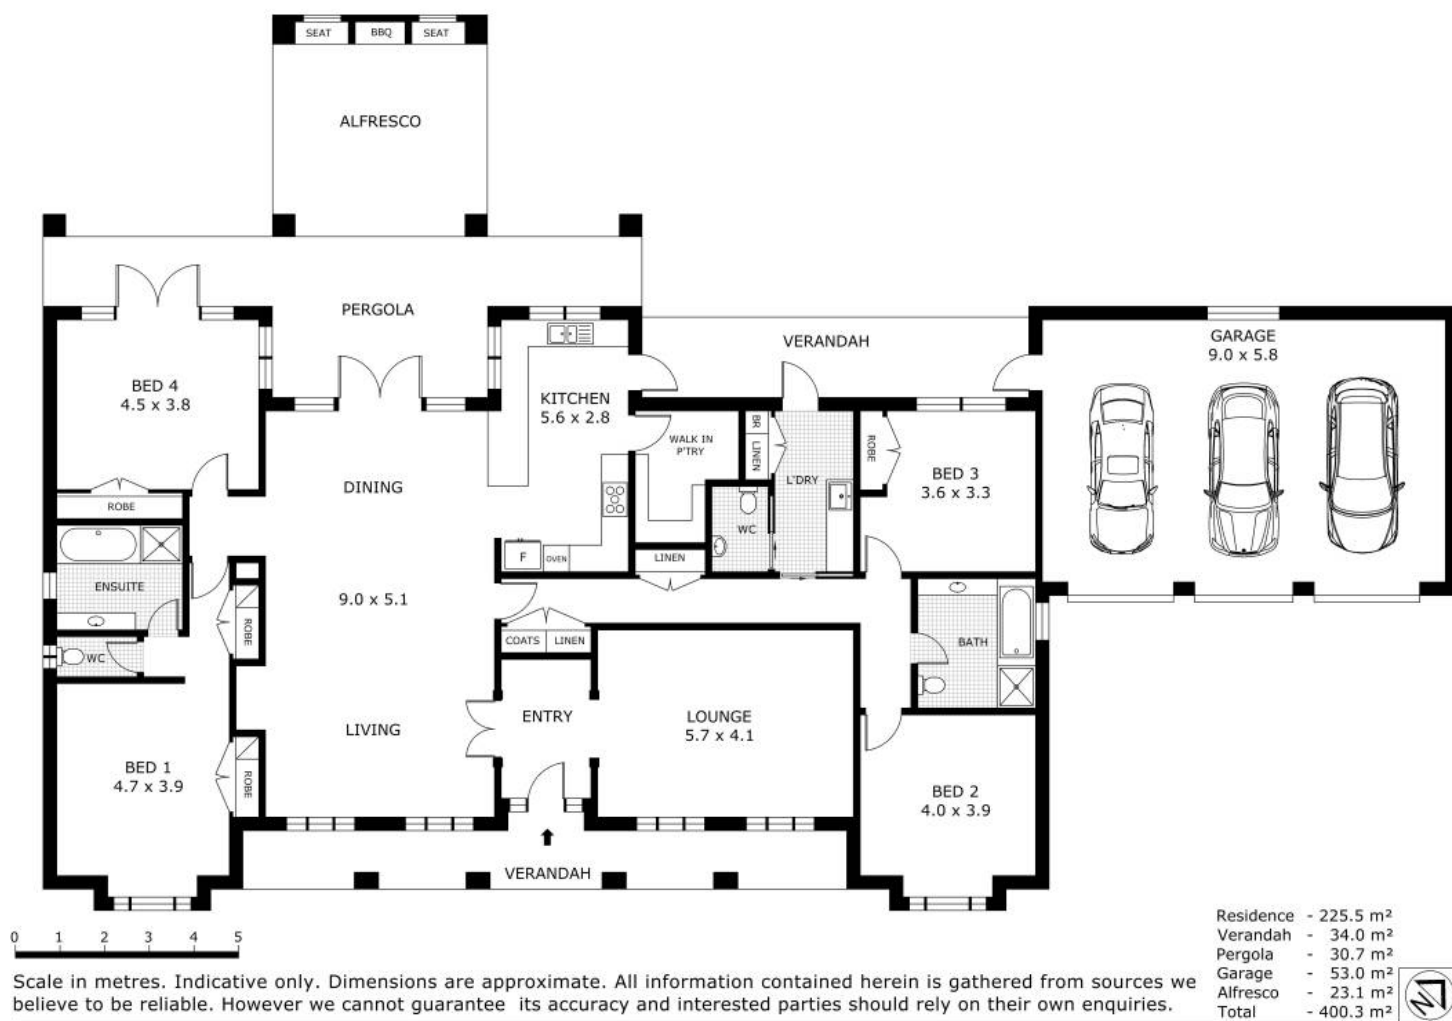 SEAT
BBQ
SEAT
ALFRESCO
PERGOLA
VERANDAH
GARAGE
9.0 x 5.8
BED 4
4.5 x 3.8
KITCHEN
5.6 x 2.8
WALK IN
P'TRY
BR
LINEN
L'DRY
ROBE
BED 3
3.6 x 3.3
DINING
ROBE
WC
F
OVEN
LINEN
ENSUITE
9.0 x 5.1
ROBE
COATS
LINEN
BATH
WC
ENTRY
LOUNGE
5.7 x 4.1
LIVING
BED 1
4.7 x 3.9
ROBE
BED 2
4.0 x 3.9
VERANDAH
0 1 2 3 4 5
Scale in metres. Indicative only. Dimensions are approximate. All information contained herein is gathered from sources we
believe to be reliable. However we cannot guarantee its accuracy and interested parties should rely on their own enquiries.
Residence - 225.5 m²
Verandah - 34.0 m²
Pergola - 30.7 m²
Garage - 53.0 m²
Alfresco - 23.1 m²
Total - 400.3 m²
N